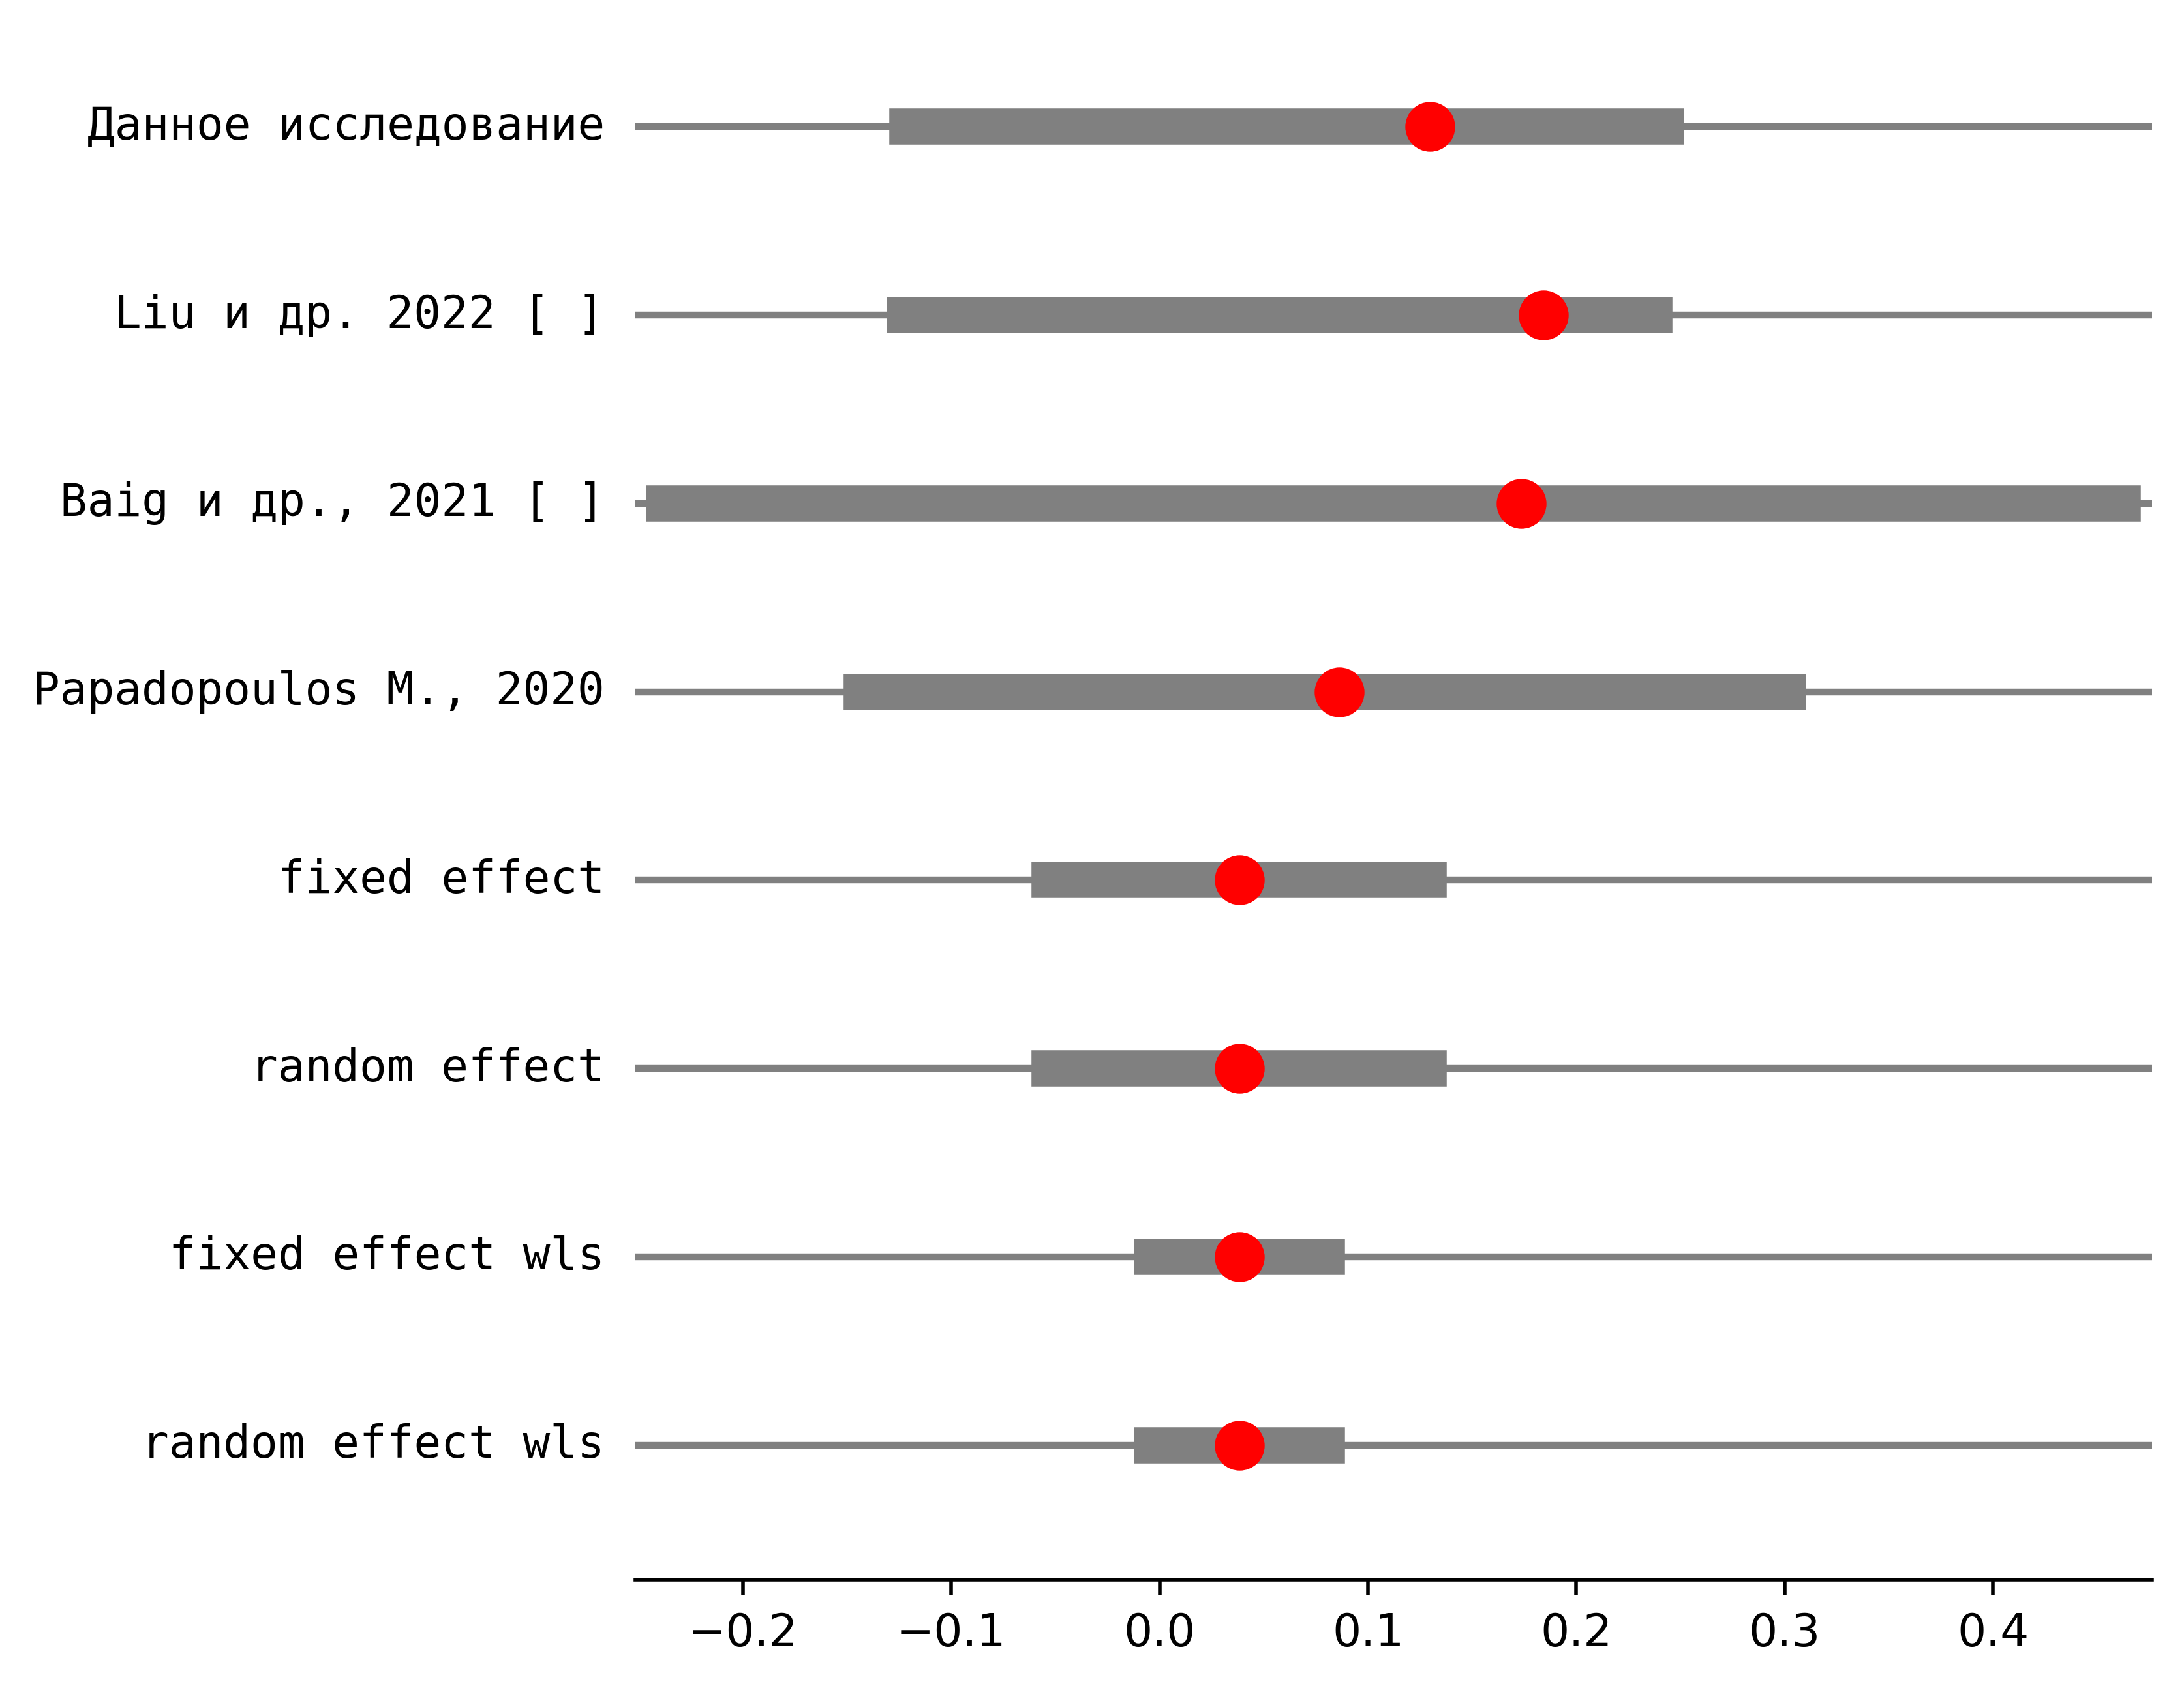 Данное исследование
Liu и др. 2022 [ ]
Baig и др., 2021 [ ]
Papadopoulos M., 2020
fixed effect
random effect
fixed effect wls
random effect wls
−0.2 −0.1 0.0 0.1 0.2 0.3 0.4